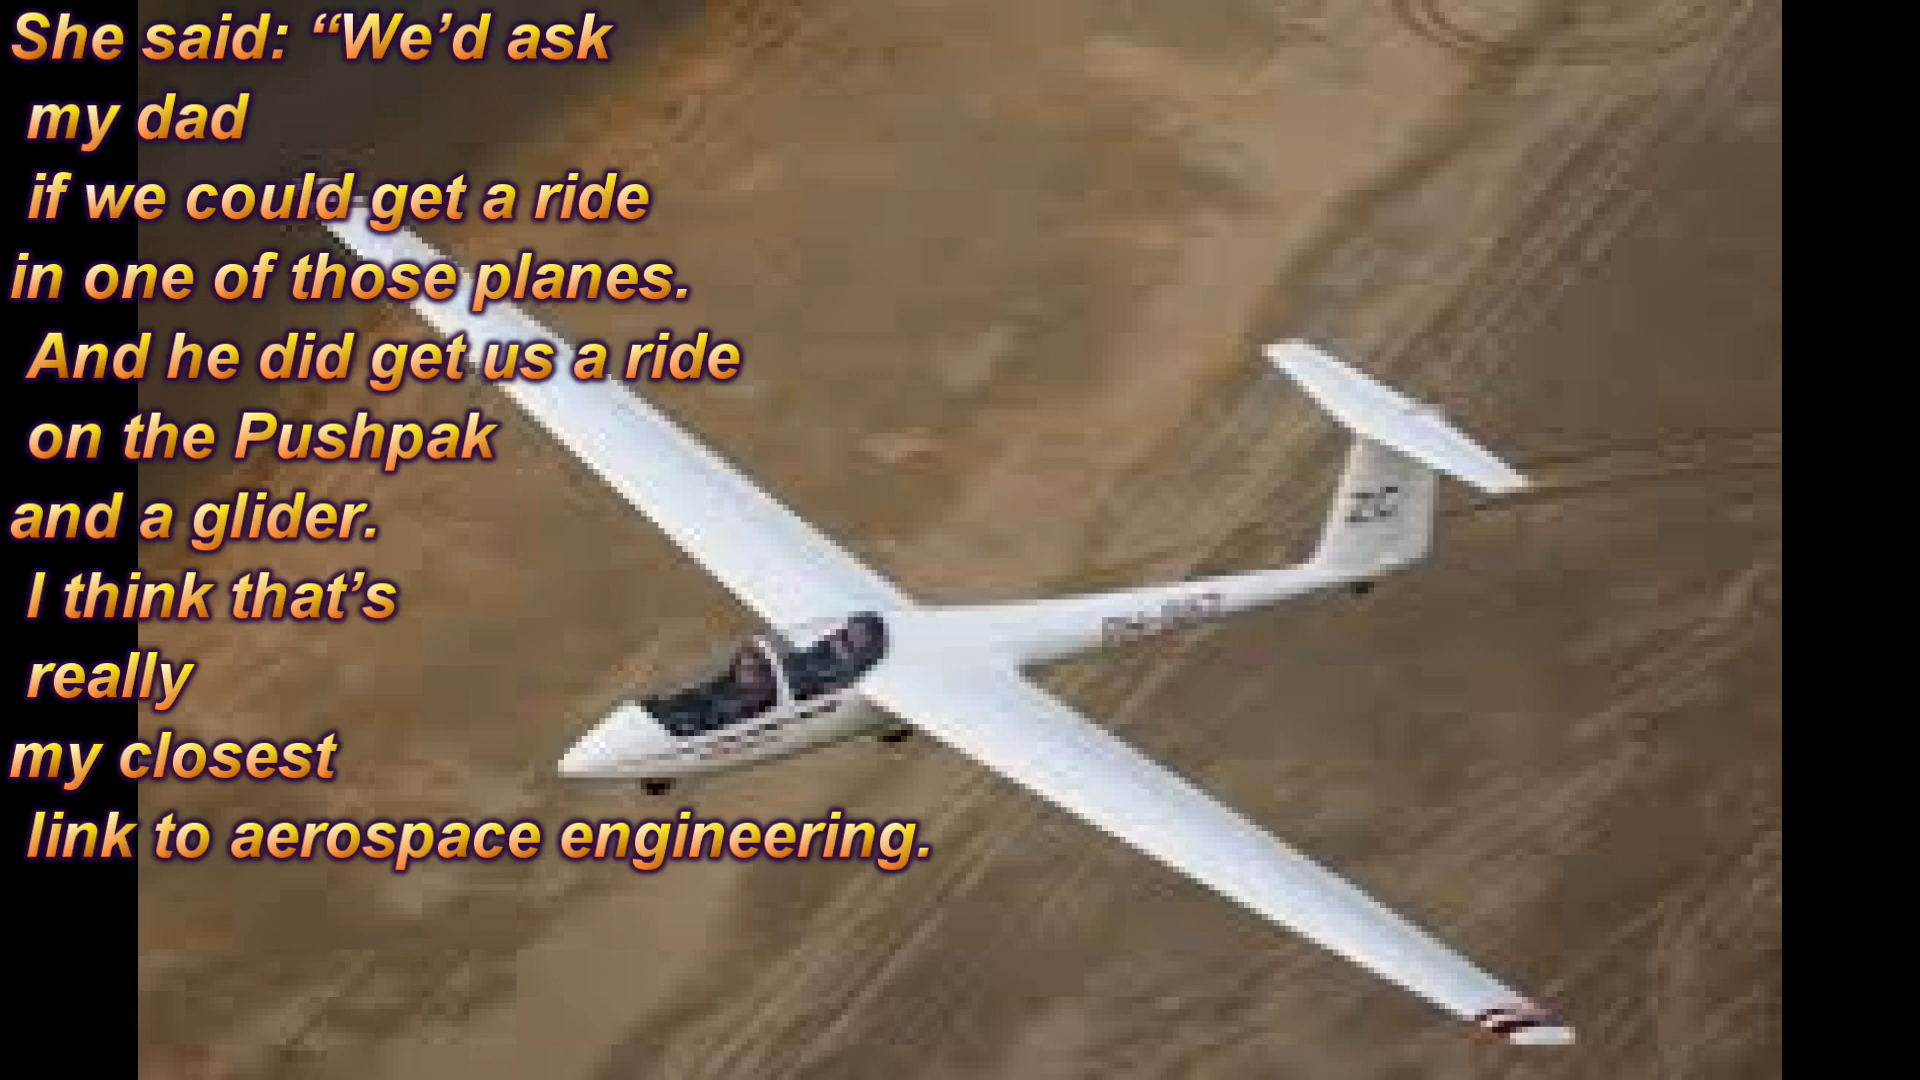 She said: “We’d ask
my dad
if we could get a ride
in one of those planes.
And he did get us a ride
on the Pushpak
and a glider.
I think that’s
really
my closest
link to aerospace engineering.
ZC